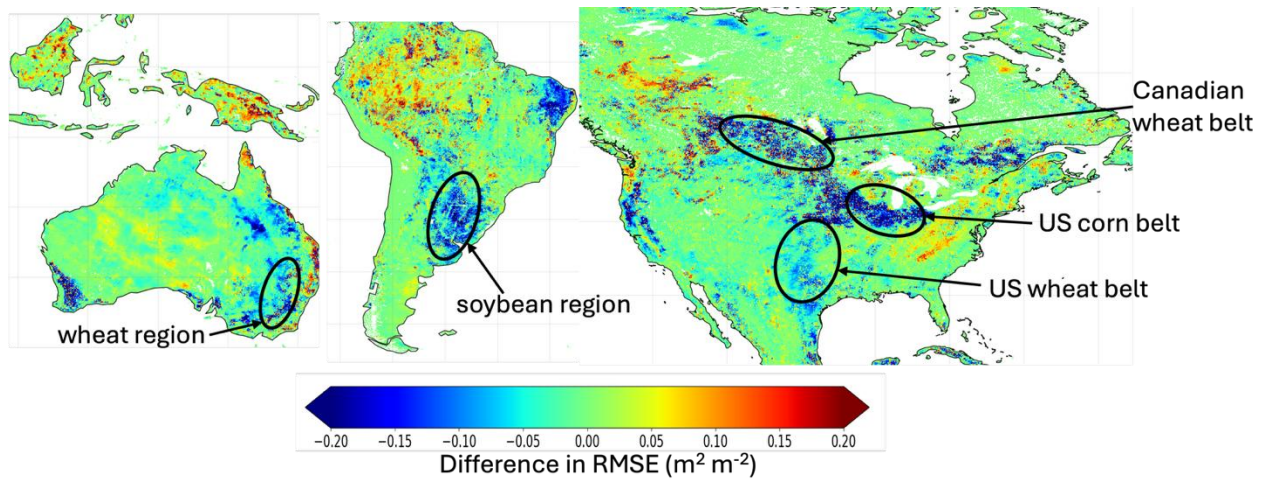 Canadian
wheat belt
US corn belt
US wheat belt
soybean region
wheat region
−0.20 −0.15 −0.10 −0.05 0.00 0.05 0.10 0.15 0.20
Difference in RMSE (m² m⁻²)